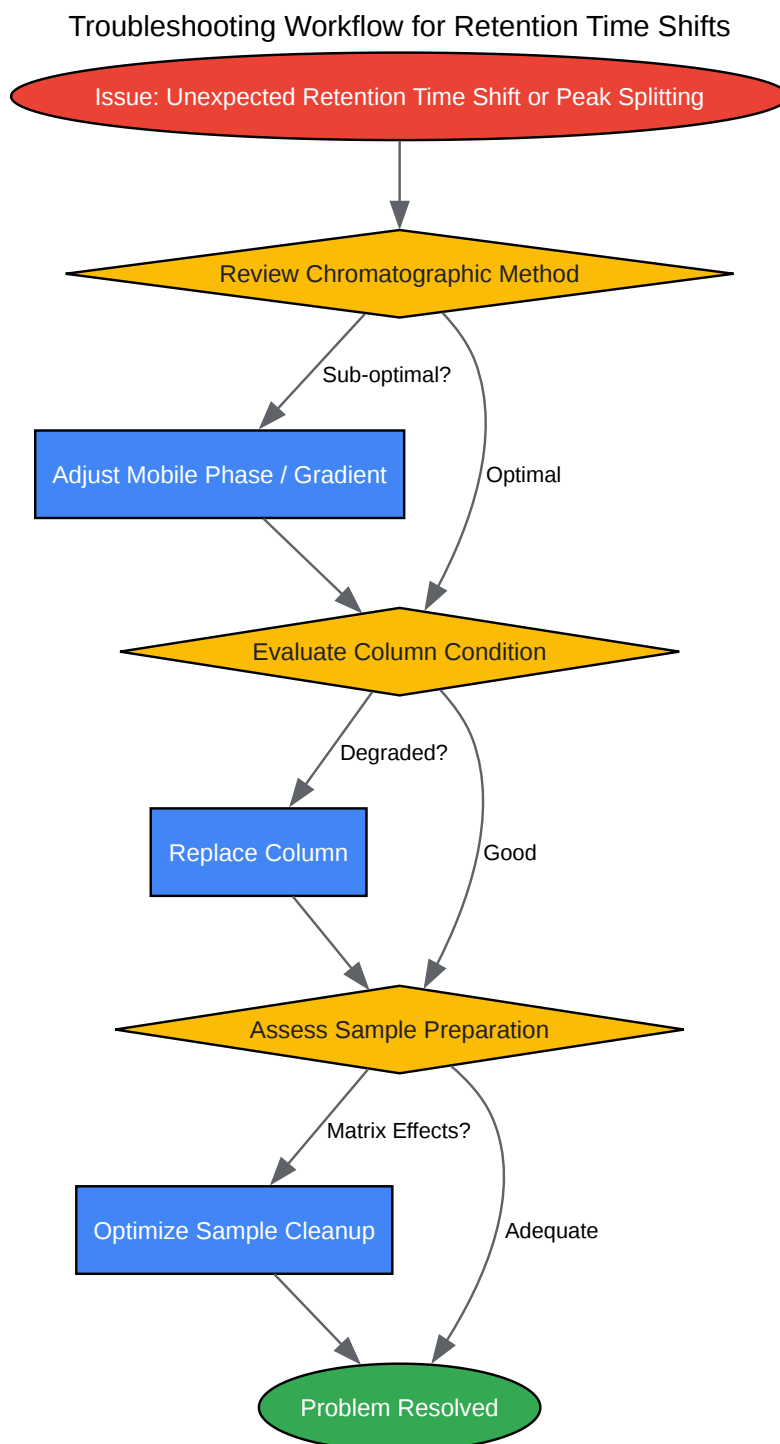 Troubleshooting Workflow for Retention Time Shifts
Issue: Unexpected Retention Time Shift or Peak Splitting
Review Chromatographic Method
Sub-optimal?
Adjust Mobile Phase / Gradient
Optimal
Evaluate Column Condition
Degraded?
Replace Column
Good
Assess Sample Preparation
Matrix Effects?
Optimize Sample Cleanup
Adequate
Problem Resolved